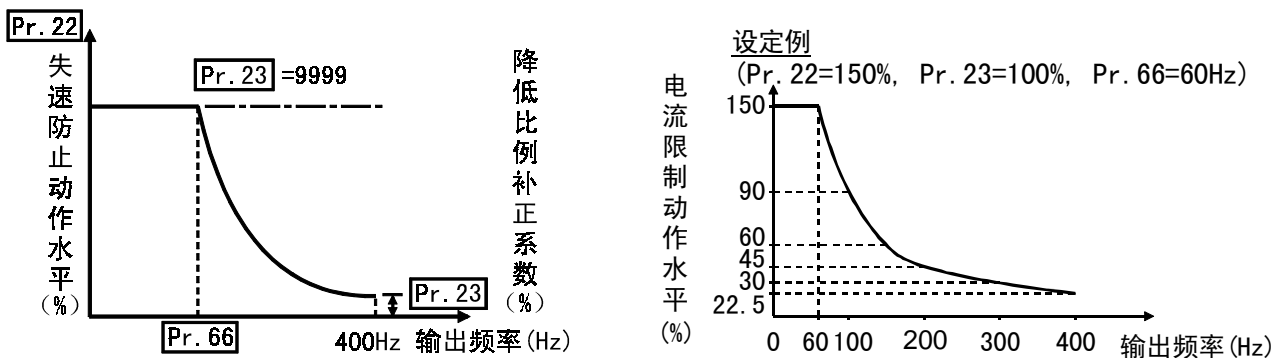 Pr.22
失速防止动作水平(%)
Pr.23 =9999
降低比例补正系数(%)
Pr.23
Pr.66
400Hz 输出频率(Hz)
设定例
(Pr.22=150%, Pr.23=100%, Pr.66=60Hz)
电流限制动作水平(%)
150
90
60
45
30
22.5
0 60 100 200 300 400 输出频率(Hz)